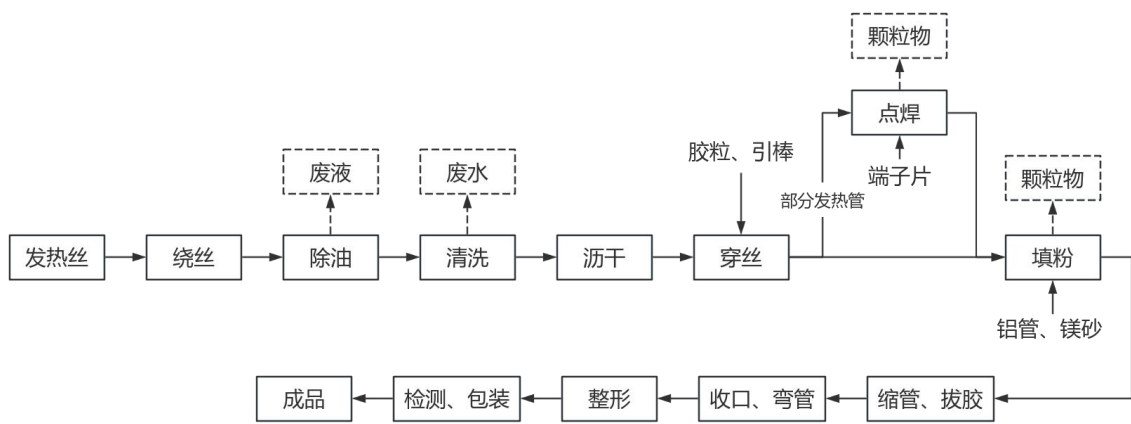 颗粒物
点焊
胶粒、引棒
端子片
废液
废水
部分发热管
颗粒物
发热丝
绕丝
除油
清洗
沥干
穿丝
填粉
铝管、镁砂
成品
检测、包装
整形
收口、弯管
缩管、拔胶